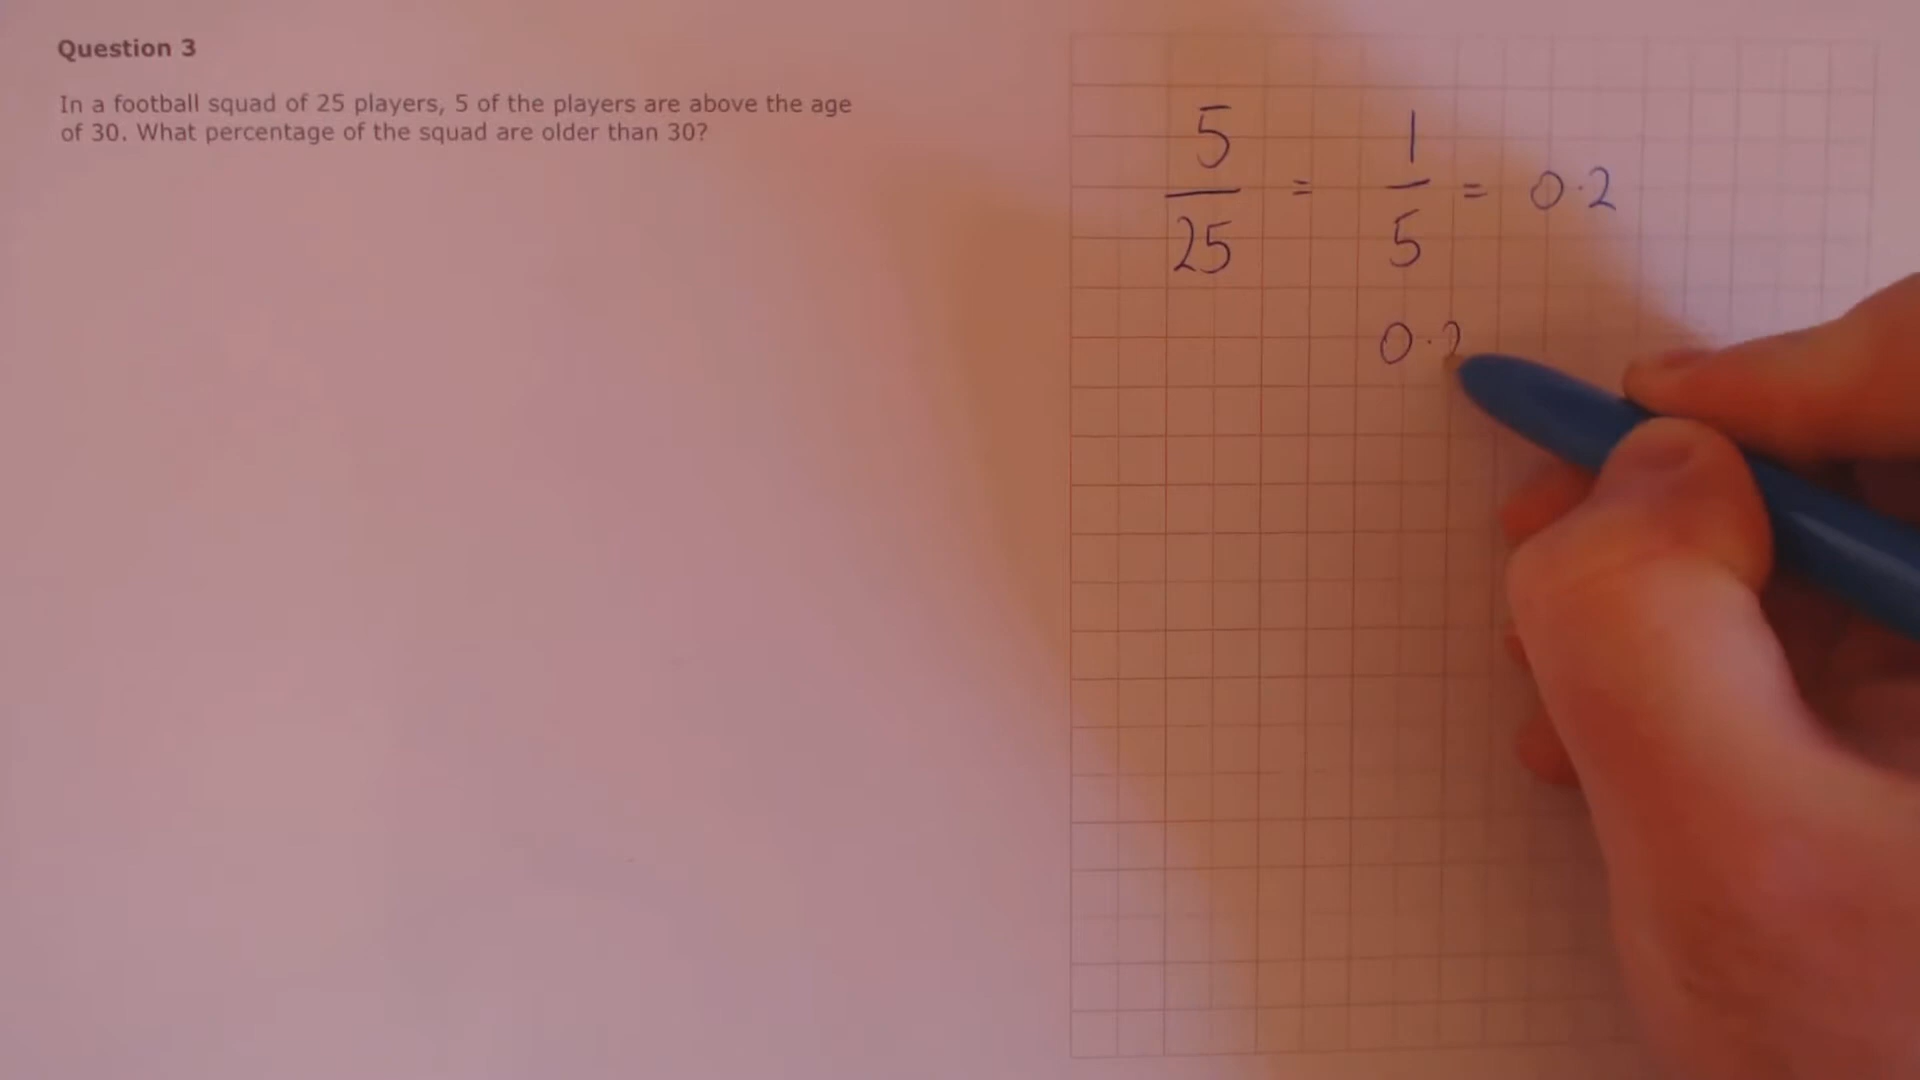 Question 3
In a football squad of 25 players, 5 of the players are above the age
of 30. What percentage of the squad are older than 30?
5/25 = 1/5 = 0.2
0.2